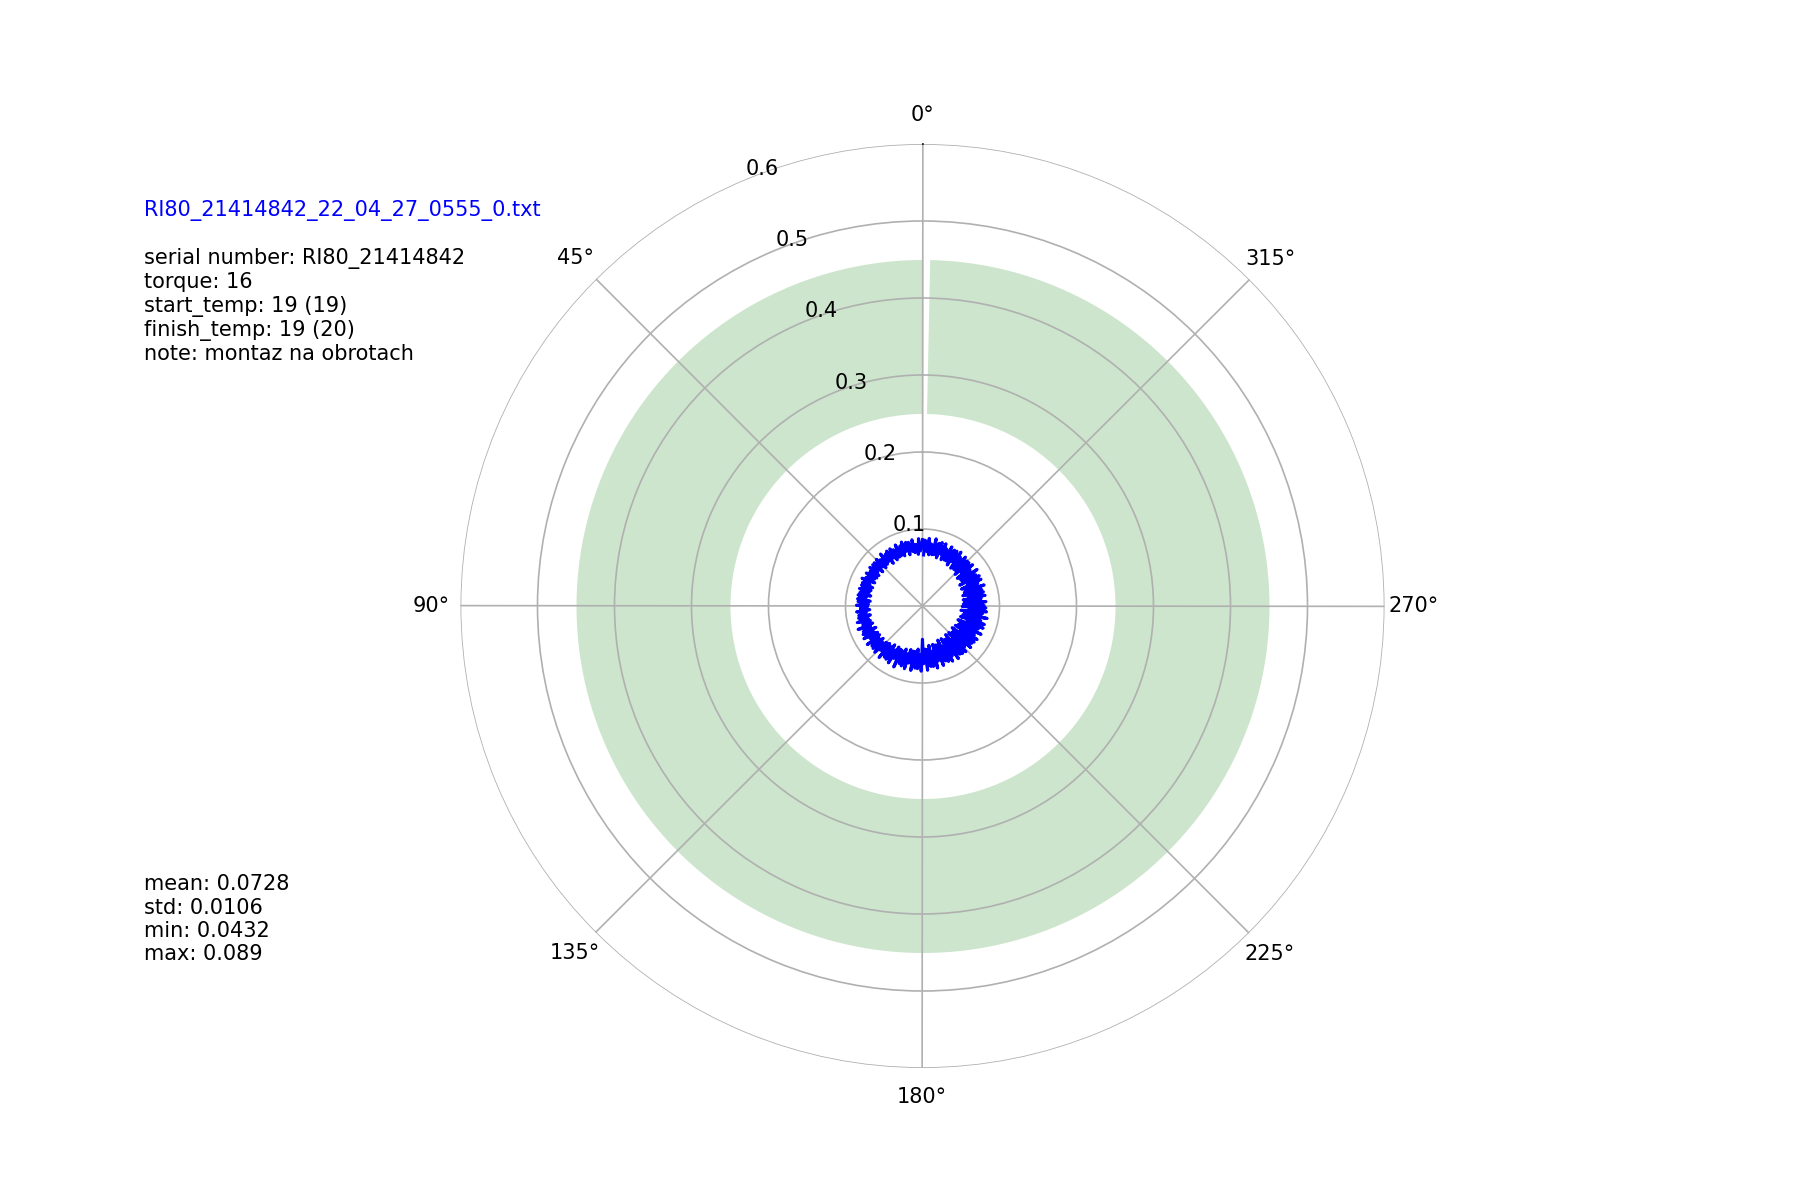 0°
0.6
RI80_21414842_22_04_27_0555_0.txt
0.5
serial number: RI80_21414842
45°
315°
torque: 16
start_temp: 19 (19)
0.4
finish_temp: 19 (20)
note: montaz na obrotach
0.3
0.2
0.1
90°
270°
mean: 0.0728
std: 0.0106
min: 0.0432
max: 0.089
135°
225°
180°